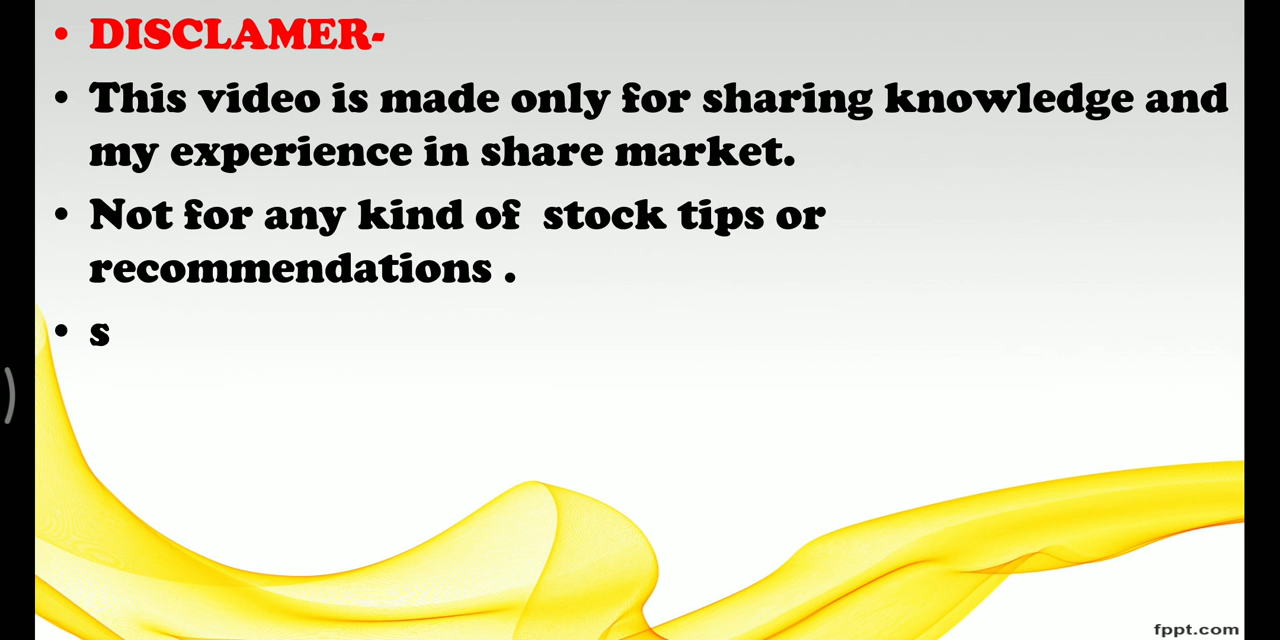 DISCLAMER-
This video is made only for sharing knowledge and
my experience in share market.
Not for any kind of  stock tips or
recommendations .
s
fppt.com